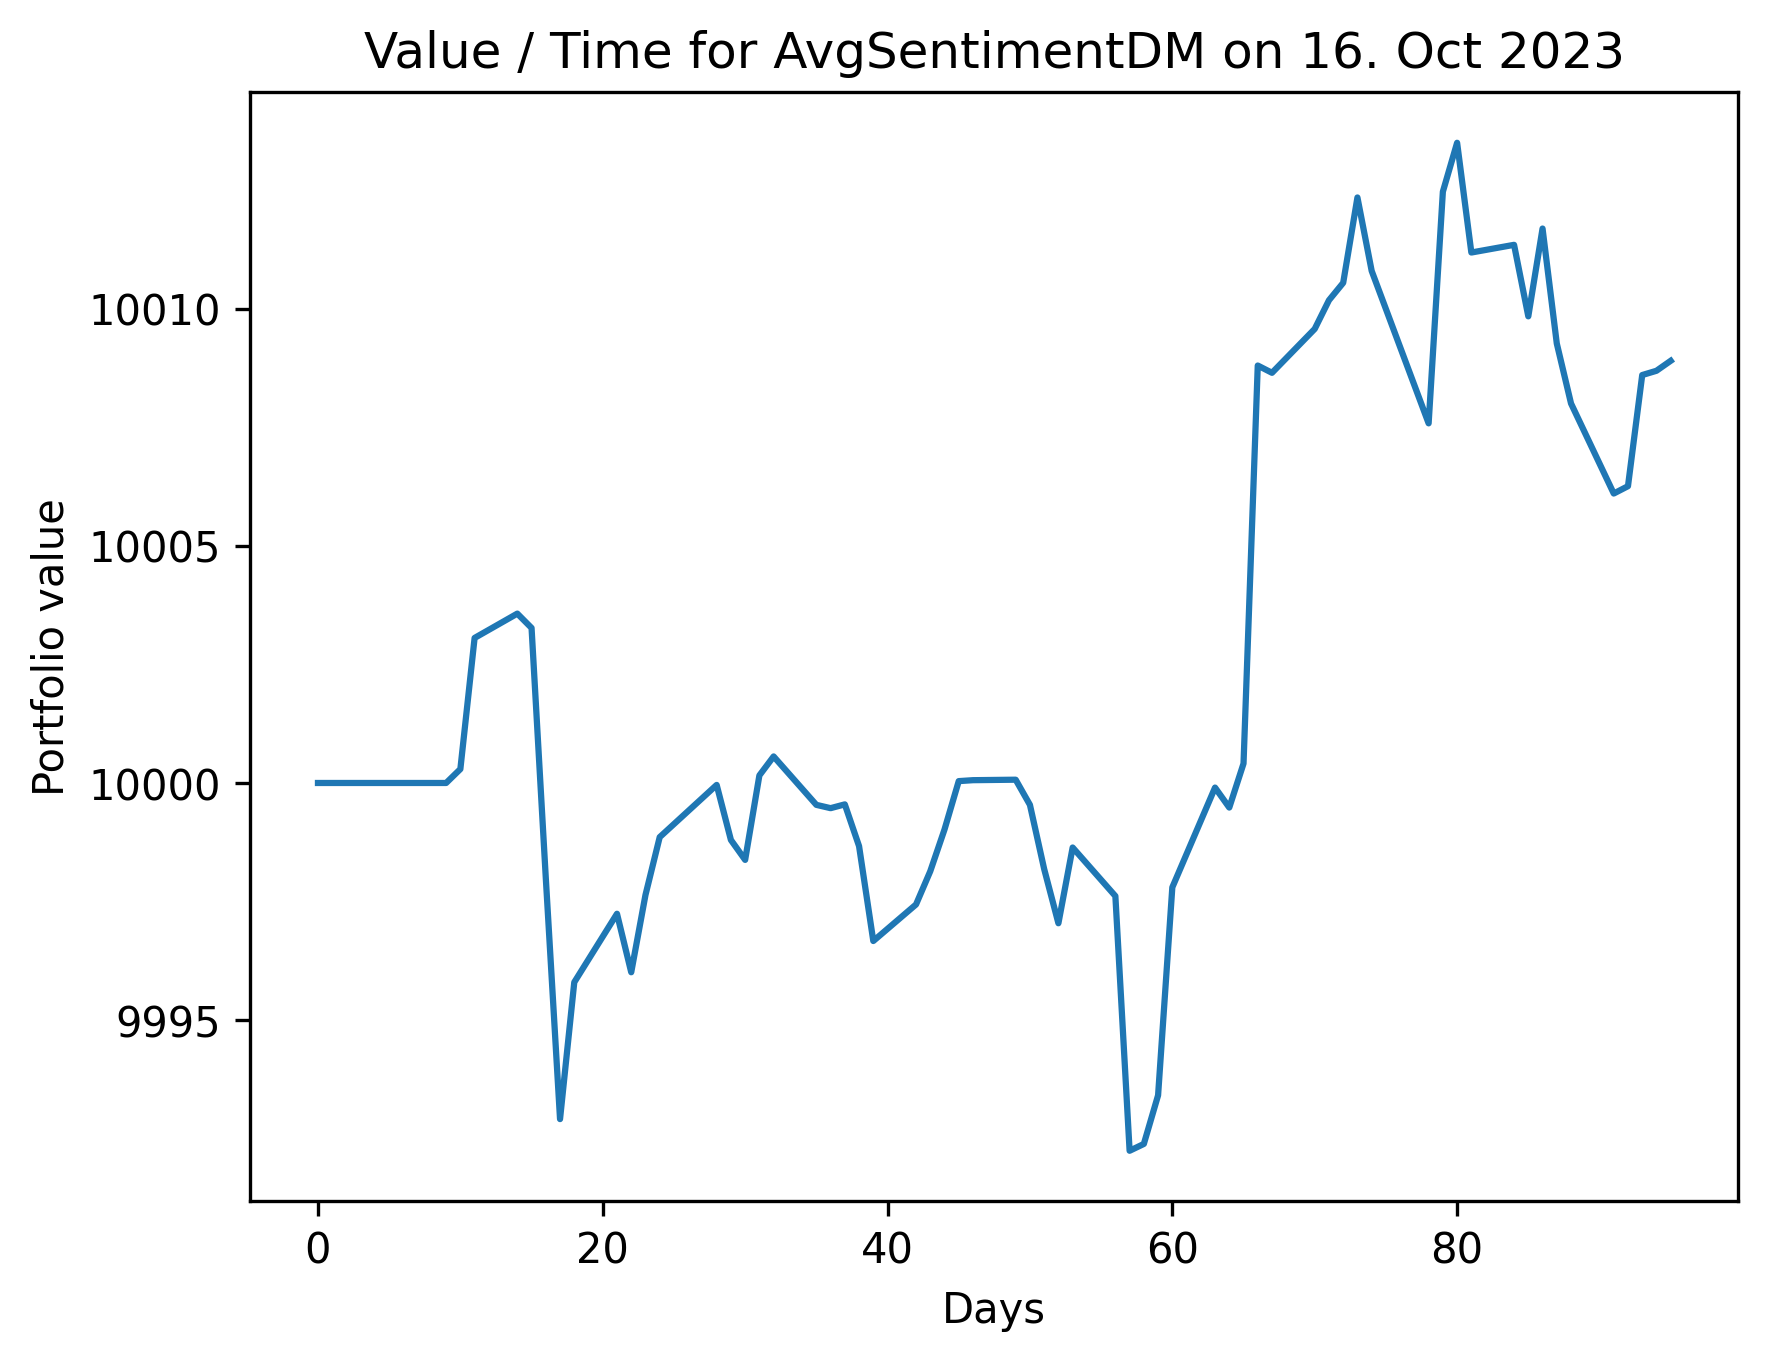 Value / Time for AvgSentimentDM on 16. Oct 2023
Portfolio value
10010
10005
10000
9995
0 20 40 60 80
Days